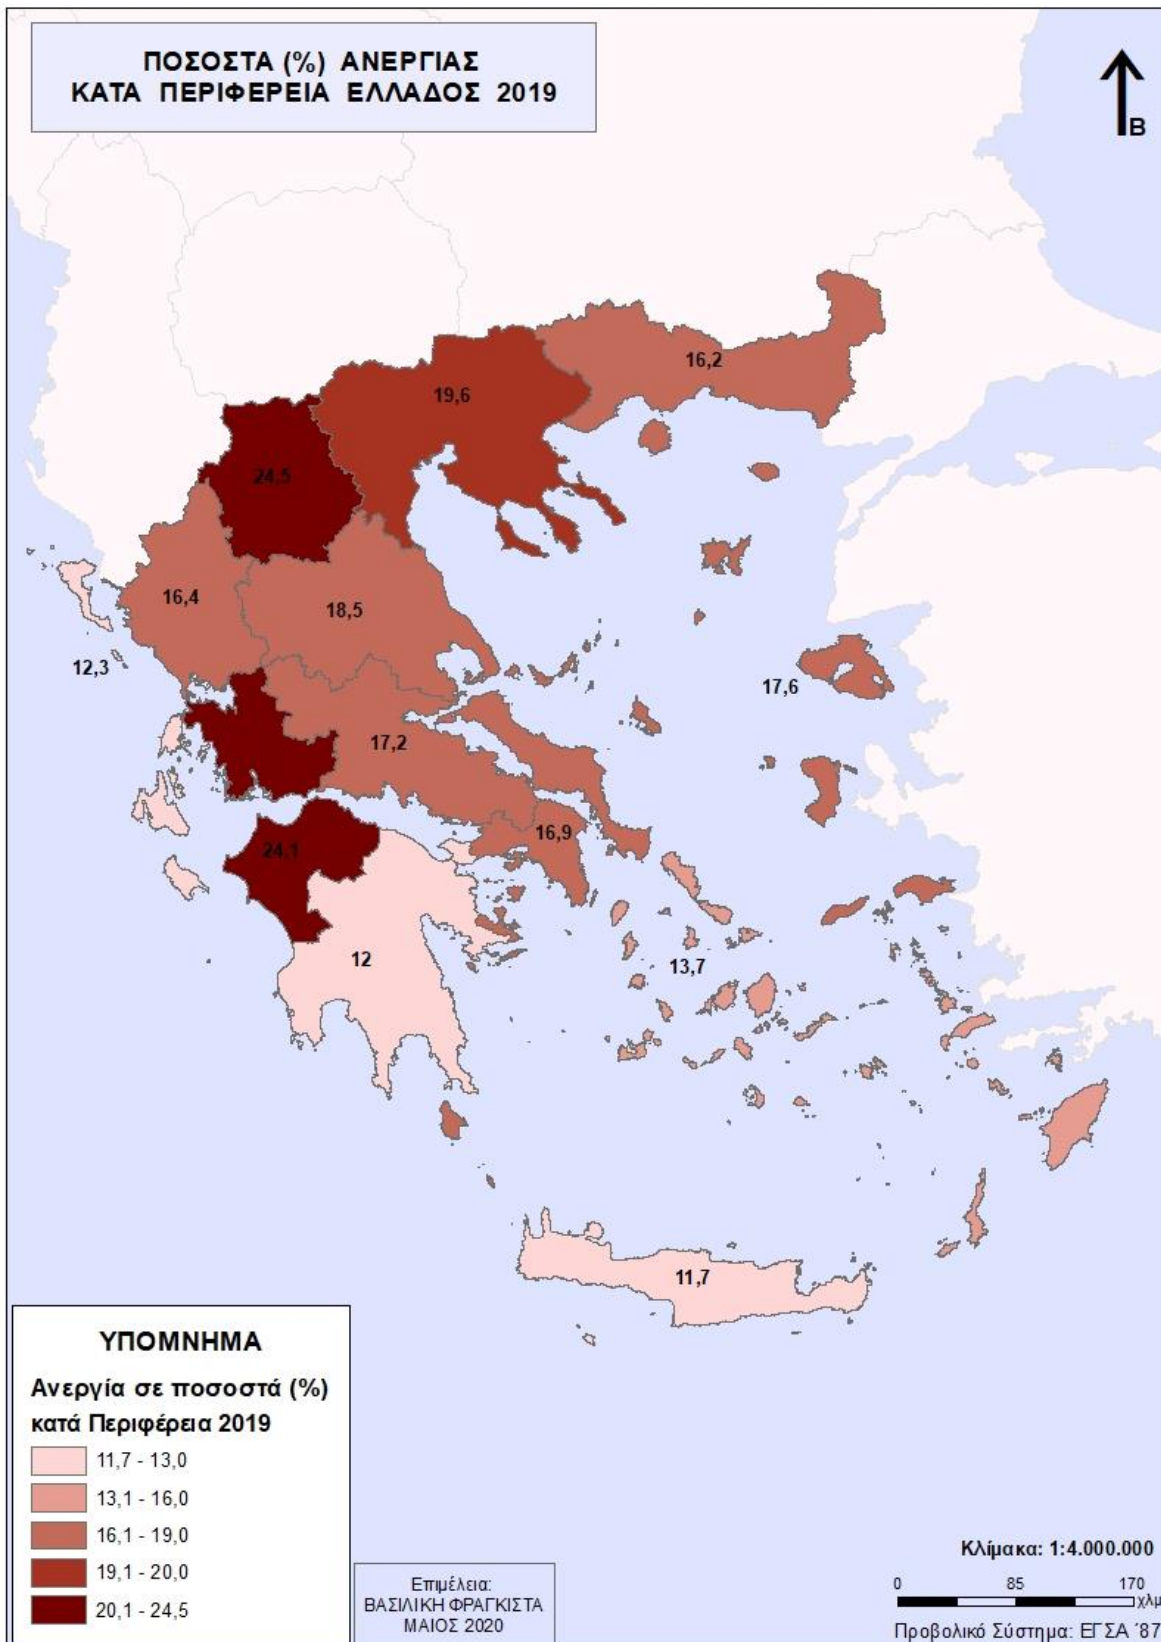 ΠΟΣΟΣΤΑ (%) ΑΝΕΡΓΙΑΣ
ΚΑΤΑ ΠΕΡΙΦΕΡΕΙΑ ΕΛΛΑΔΟΣ 2019
Β
16,2
19,6
24,5
16,4
18,5
12,3
17,6
17,2
16,9
24,1
12
13,7
11,7
ΥΠΟΜΝΗΜΑ
Ανεργία σε ποσοστά (%)
κατά Περιφέρεια 2019
11,7 - 13,0
13,1 - 16,0
16,1 - 19,0
19,1 - 20,0
20,1 - 24,5
Επιμέλεια:
ΒΑΣΙΛΙΚΗ ΦΡΑΓΚΙΣΤΑ
ΜΑΙΟΣ 2020
Κλίμακα: 1:4.000.000
0 85 170
χλμ
Προβολικό Σύστημα: ΕΓΣΑ '87